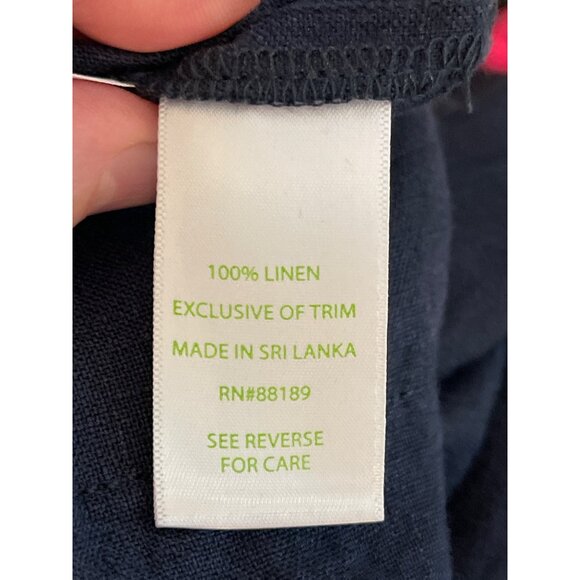 100% LINEN
EXCLUSIVE OF TRIM
MADE IN SRI LANKA
RN#88189
SEE REVERSE
FOR CARE